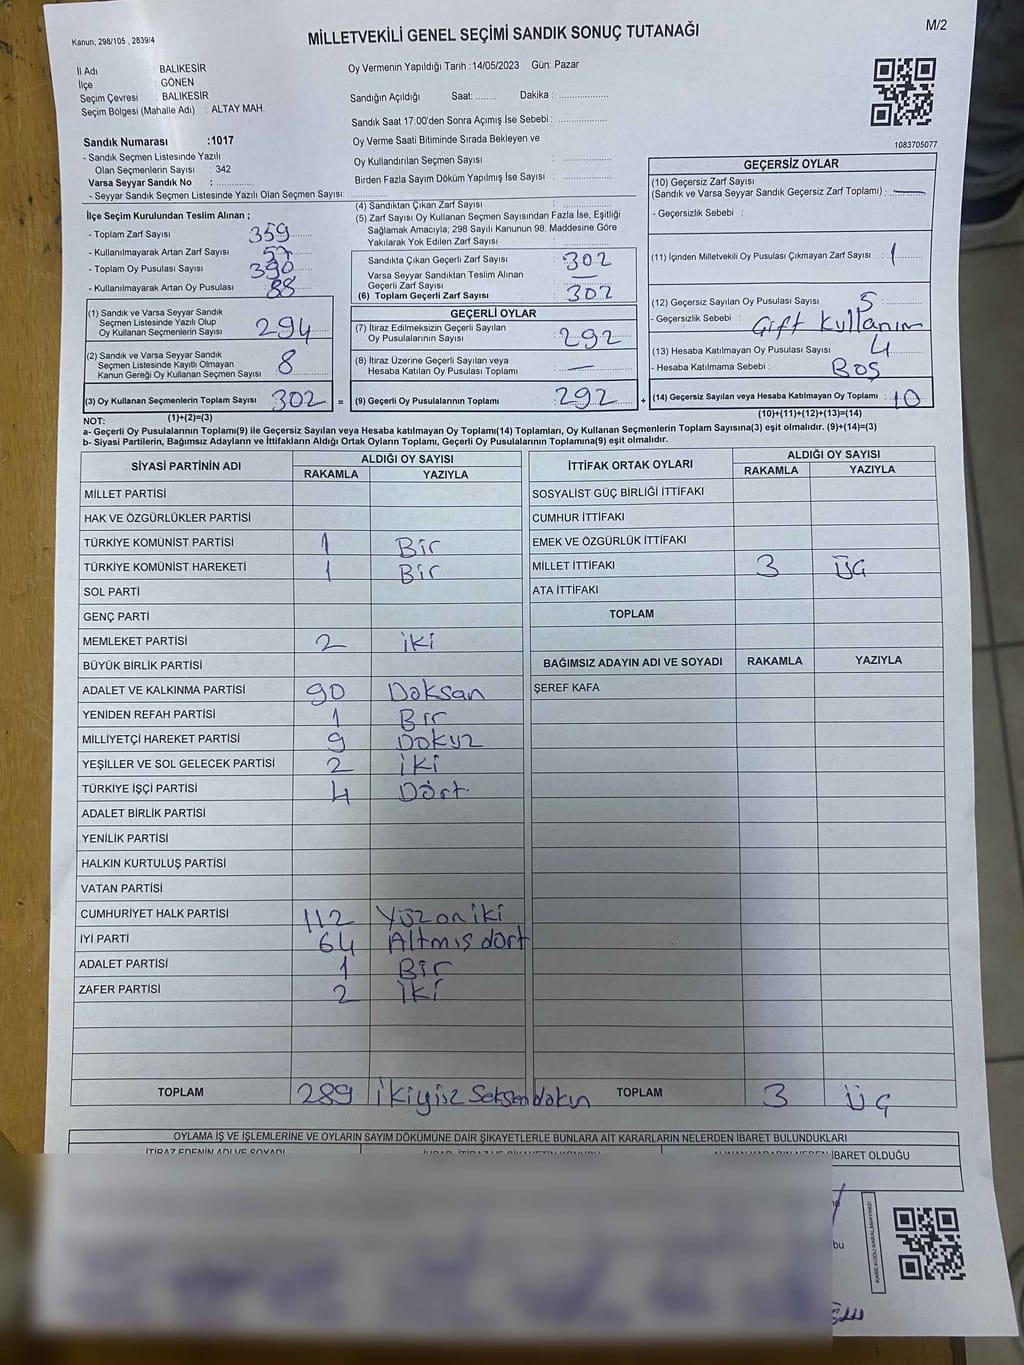 Kanun; 298/105 , 2839/4
MİLLETVEKİLİ GENEL SEÇİMİ SANDIK SONUÇ TUTANAĞI
M/2
İl Adı : BALIKESİR
İlçe : GÖNEN
Seçim Çevresi : BALIKESİR
Seçim Bölgesi (Mahalle Adı) : ALTAY MAH.
Oy Vermenin Yapıldığı Tarih :14/05/2023 Gün: Pazar
Sandığın Açıldığı Saat: ........ Dakika : ....................
Sandık Saat 17:00'den Sonra Açımış İse Sebebi : ...................
Oy Verme Saati Bitiminde Sırada Bekleyen ve
Oy Kullandırılan Seçmen Sayısı : ....................
Birden Fazla Sayım Döküm Yapılmış İse Sayısı : ....................
1083705077
Sandık Numarası :1017
- Sandık Seçmen Listesinde Yazılı
Olan Seçmenlerin Sayısı : 342
Varsa Seyyar Sandık No : ....................
- Seyyar Sandık Seçmen Listesinde Yazılı Olan Seçmen Sayısı:
İlçe Seçim Kurulundan Teslim Alınan ;
- Toplam Zarf Sayısı : 359
- Kullanılmayarak Artan Zarf Sayısı : 57
- Toplam Oy Pusulası Sayısı : 390
- Kullanılmayarak Artan Oy Pusulası : 88
(1) Sandık ve Varsa Seyyar Sandık
Seçmen Listesinde Yazılı Olup
Oy Kullanan Seçmenlerin Sayısı : 294
(2) Sandık ve Varsa Seyyar Sandık
Seçmen Listesinde Kayıtlı Olmayan
Kanun Gereği Oy Kullanan Seçmen Sayısı : 8
(3) Oy Kullanan Seçmenlerin Toplam Sayısı : 302 =
(1)+(2)=(3)
(4) Sandıktan Çıkan Zarf Sayısı : ....................
(5) Zarf Sayısı Oy Kullanan Seçmen Sayısından Fazla İse, Eşitliği
Sağlamak Amacıyla; 298 Sayılı Kanunun 98. Maddesine Göre
Yakılarak Yok Edilen Zarf Sayısı : ....................
Sandıkta Çıkan Geçerli Zarf Sayısı : 302
Varsa Seyyar Sandıktan Teslim Alınan
Geçerli Zarf Sayısı : —
(6) Toplam Geçerli Zarf Sayısı : 302
GEÇERLİ OYLAR
(7) İtiraz Edilmeksizin Geçerli Sayılan
Oy Pusulalarının Sayısı : 292
(8) İtiraz Üzerine Geçerli Sayılan veya
Hesaba Katılan Oy Pusulası Toplamı : —
(9) Geçerli Oy Pusulalarının Toplamı : 292 +
GEÇERSİZ OYLAR
(10) Geçersiz Zarf Sayısı
(Sandık ve Varsa Seyyar Sandık Geçersiz Zarf Toplamı) : —
- Geçersizlik Sebebi :
(11) İçinden Milletvekili Oy Pusulası Çıkmayan Zarf Sayısı : 1
(12) Geçersiz Sayılan Oy Pusulası Sayısı : 5
- Geçersizlik Sebebi : Çift kullanım
(13) Hesaba Katılmayan Oy Pusulası Sayısı : 4
- Hesaba Katılmama Sebebi : BOŞ
(14) Geçersiz Sayılan veya Hesaba Katılmayan Oy Toplamı : 10
(10)+(11)+(12)+(13)=(14)
NOT:
a- Geçerli Oy Pusulalarının Toplamı(9) ile Geçersiz Sayılan veya Hesaba katılmayan Oy Toplamı(14) Toplamları, Oy Kullanan Seçmenlerin Toplam Sayısına(3) eşit olmalıdır. (9)+(14)=(3)
b- Siyasi Partilerin, Bağımsız Adayların ve İttifakların Aldığı Ortak Oyların Toplamı, Geçerli Oy Pusulalarının Toplamına(9) eşit olmalıdır.
SİYASİ PARTİNİN ADI ALDIĞI OY SAYISI
RAKAMLA YAZIYLA
MİLLET PARTİSİ
HAK VE ÖZGÜRLÜKLER PARTİSİ
TÜRKİYE KOMÜNİST PARTİSİ 1 Bir
TÜRKİYE KOMÜNİST HAREKETİ 1 Bir
SOL PARTİ
GENÇ PARTİ
MEMLEKET PARTİSİ 2 iki
BÜYÜK BİRLİK PARTİSİ
ADALET VE KALKINMA PARTİSİ 90 Doksan
YENİDEN REFAH PARTİSİ 1 Bir
MİLLİYETÇİ HAREKET PARTİSİ 9 Dokuz
YEŞİLLER VE SOL GELECEK PARTİSİ 2 iki
TÜRKİYE İŞÇİ PARTİSİ 4 Dört
ADALET BİRLİK PARTİSİ
YENİLİK PARTİSİ
HALKIN KURTULUŞ PARTİSİ
VATAN PARTİSİ
CUMHURİYET HALK PARTİSİ 112 Yüzoniki
İYİ PARTİ 64 Altmış dört
ADALET PARTİSİ 1 Bir
ZAFER PARTİSİ 2 iki
TOPLAM 289 ikiyüz Seksendokuz
İTTİFAK ORTAK OYLARI ALDIĞI OY SAYISI
RAKAMLA YAZIYLA
SOSYALİST GÜÇ BİRLİĞİ İTTİFAKI
CUMHUR İTTİFAKI
EMEK VE ÖZGÜRLÜK İTTİFAKI
MİLLET İTTİFAKI 3 ÜÇ
ATA İTTİFAKI
TOPLAM
BAĞIMSIZ ADAYIN ADI VE SOYADI RAKAMLA YAZIYLA
ŞEREF KAFA
TOPLAM 3 ÜÇ
OYLAMA İŞ VE İŞLEMLERİNE VE OYLARIN SAYIM DÖKÜMÜNE DAİR ŞİKAYETLERLE BUNLARA AİT KARARLARIN NELERDEN İBARET BULUNDUKLARI
İTİRAZ EDENİN ADI VE SOYADI
İBARET OLDUĞU
bu